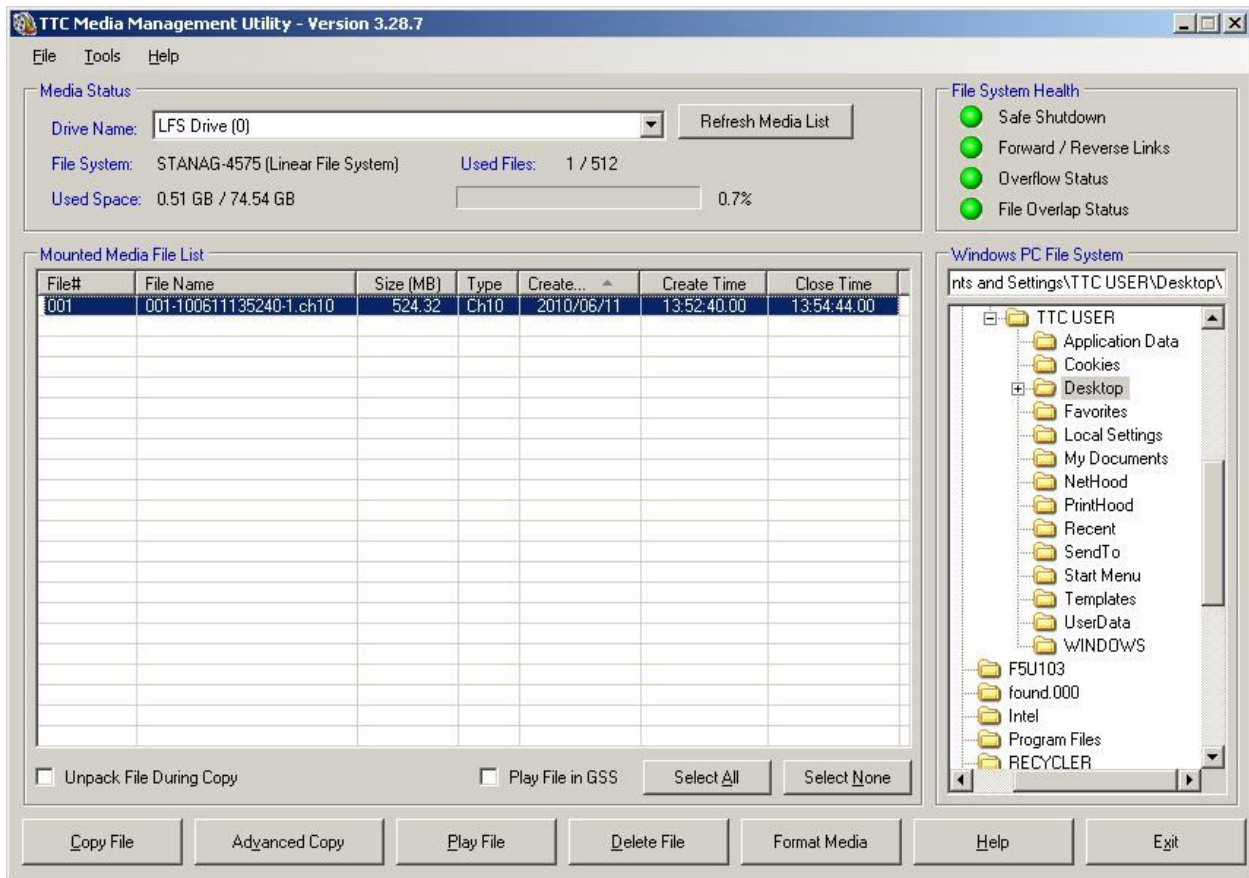 TTC Media Management Utility - Version 3.28.7
File Tools Help
Media Status
Drive Name: LFS Drive (0) Refresh Media List
File System: STANAG-4575 (Linear File System) Used Files: 1 / 512
Used Space: 0.51 GB / 74.54 GB 0.7%
File System Health
Safe Shutdown
Forward / Reverse Links
Overflow Status
File Overlap Status
Mounted Media File List
File# File Name Size (MB) Type Create... Create Time Close Time
001 001-100611135240-1.ch10 524.32 Ch10 2010/06/11 13:52:40.00 13:54:44.00
Unpack File During Copy Play File in GSS Select All Select None
Windows PC File System
nts and Settings\TTC USER\Desktop\
TTC USER
Application Data
Cookies
Desktop
Favorites
Local Settings
My Documents
NetHood
PrintHood
Recent
SendTo
Start Menu
Templates
UserData
WINDOWS
F5U103
found.000
Intel
Program Files
RECYCLER
Copy File Advanced Copy Play File Delete File Format Media Help Exit